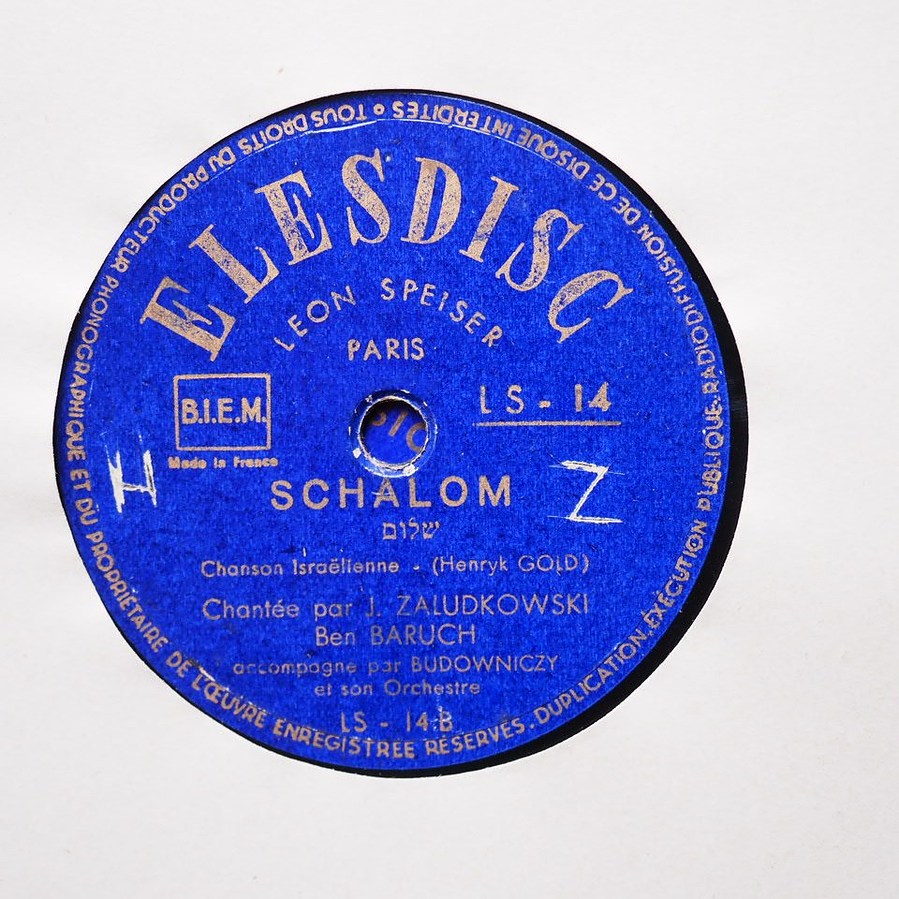 ELESDISC
LEON SPEISER
PARIS
B.I.E.M.
Made in France
LS - 14
H
Z
SCHALOM
שלום
Chanson Israëlienne - (Henryk GOLD)
Chantée par J. ZALUDKOWSKI
Ben BARUCH
accompagne par BUDOWNICZY
et son Orchestre
LS - 14.B
TOUS DROITS DU PRODUCTEUR PHONOGRAPHIQUE ET DU PROPRIÉTAIRE DE L'ŒUVRE ENREGISTREE RÉSERVÉS. DUPLICATION, EXÉCUTION PUBLIQUE, RADIODIFFUSION DE CE DISQUE INTERDITES